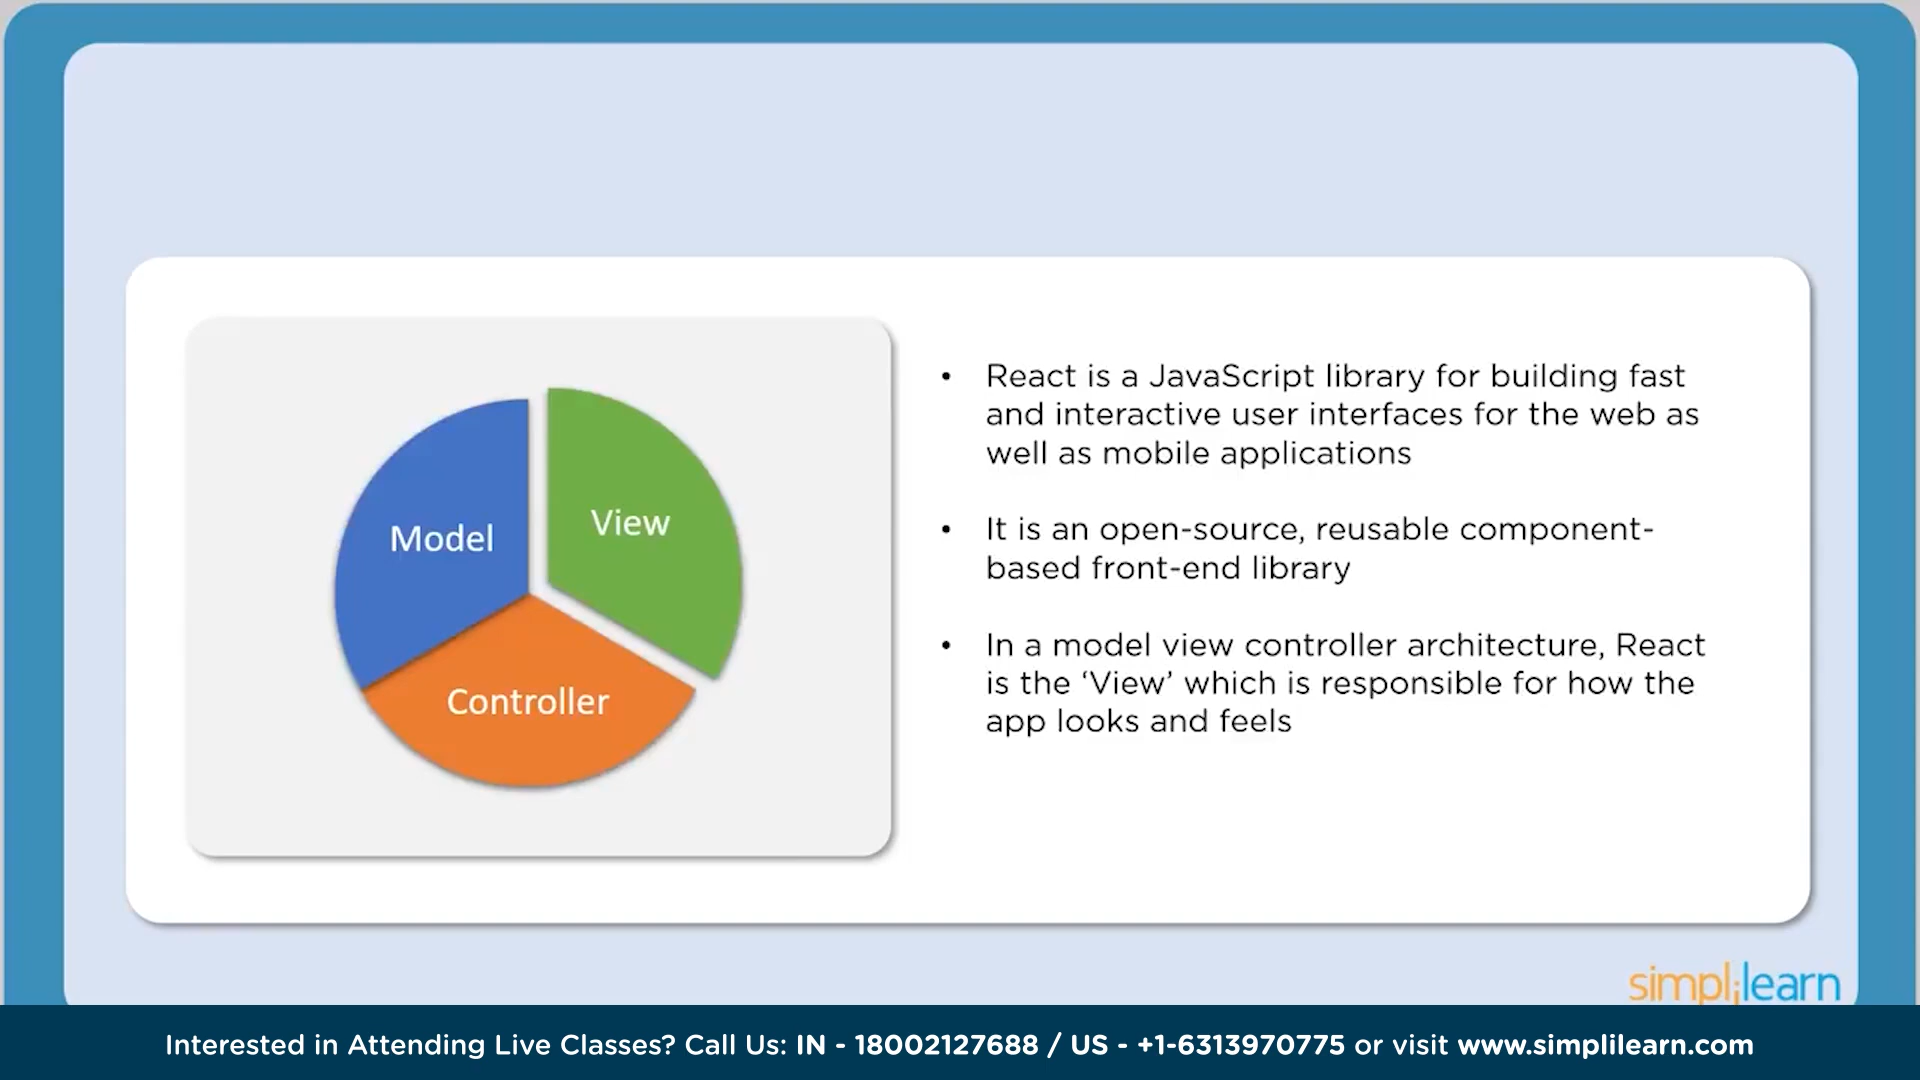 Model
View
Controller
• React is a JavaScript library for building fast
and interactive user interfaces for the web as
well as mobile applications
• It is an open-source, reusable component-
based front-end library
• In a model view controller architecture, React
is the ‘View’ which is responsible for how the
app looks and feels
simplilearn
Interested in Attending Live Classes? Call Us: IN - 18002127688 / US - +1-6313970775 or visit www.simplilearn.com